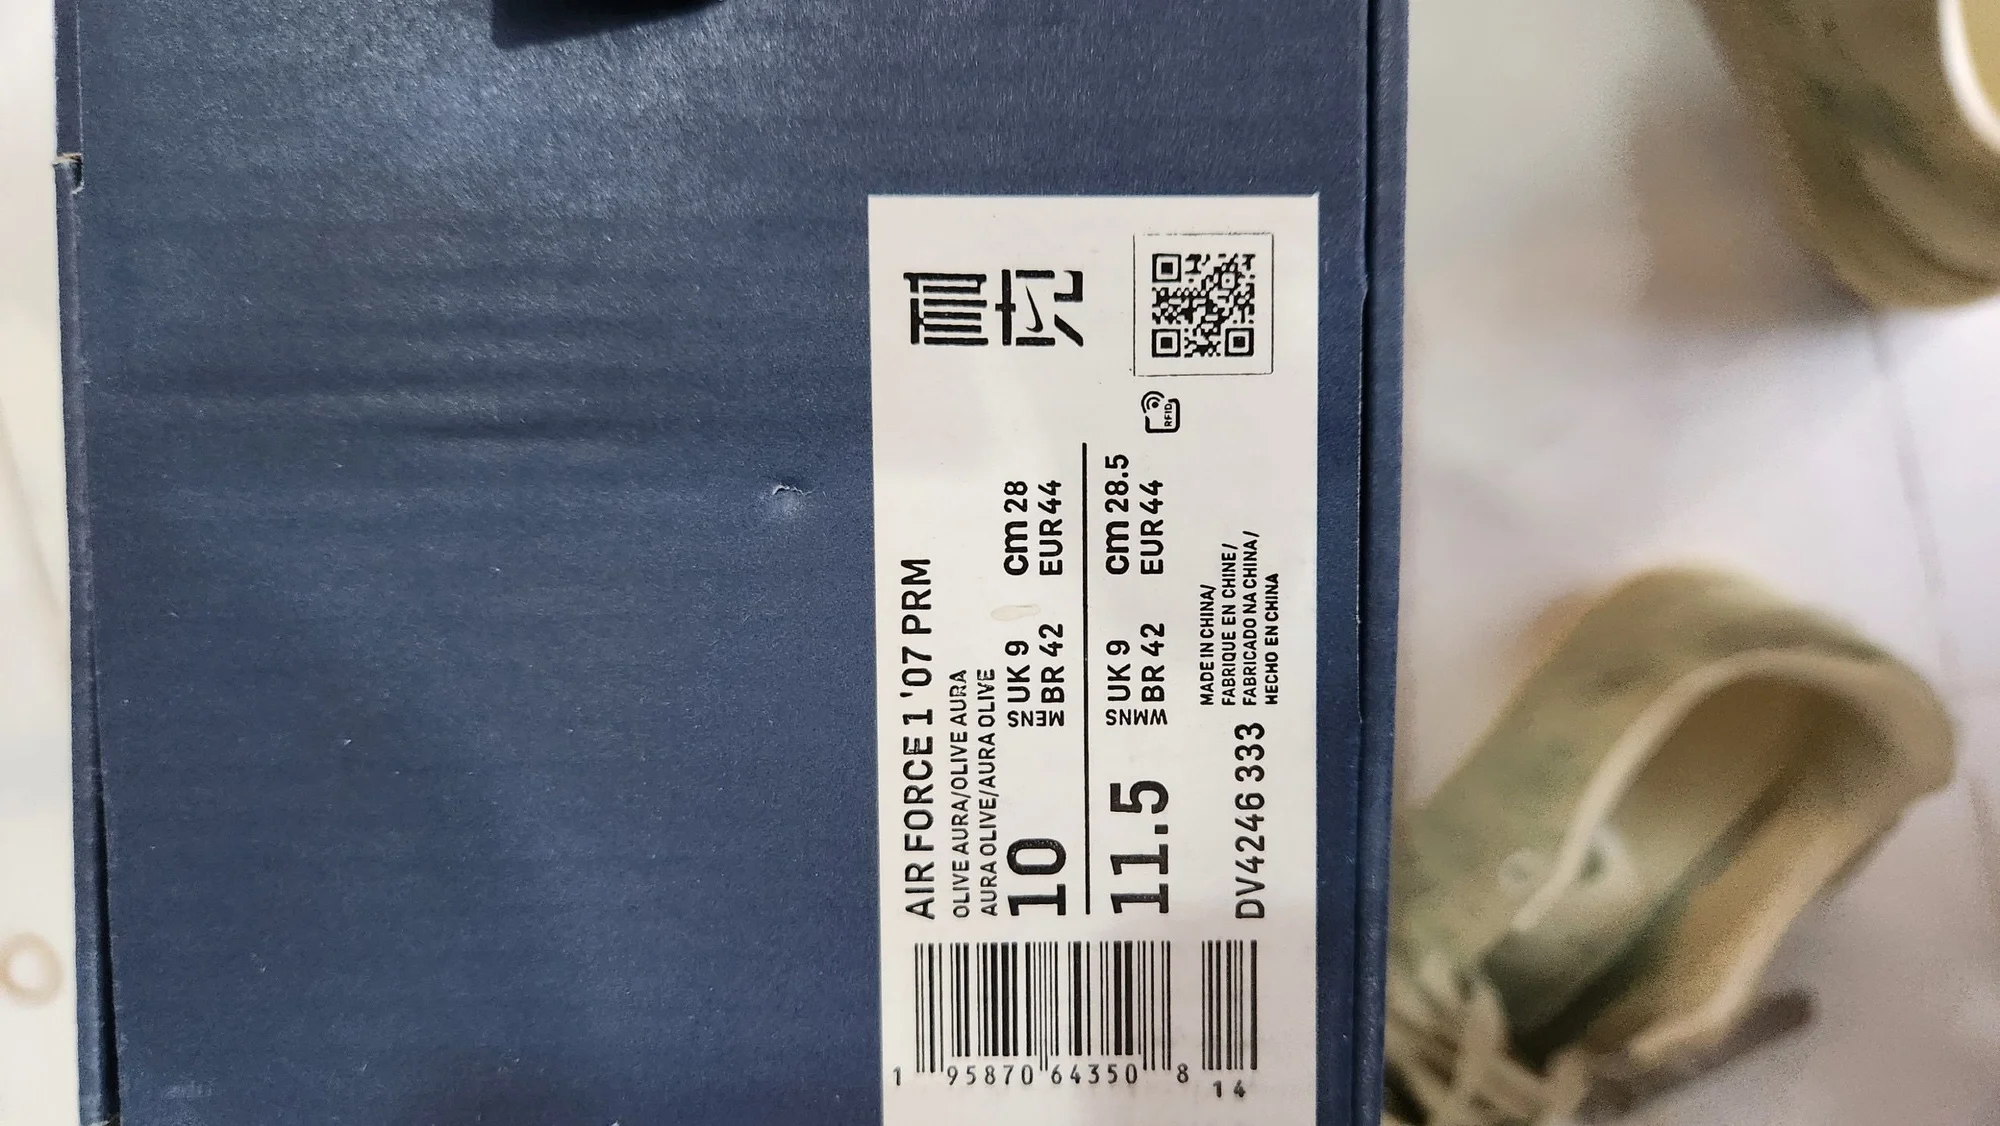 AIR FORCE 1 '07 PRM
OLIVE AURA/OLIVE AURA
AURA OLIVE/AURA OLIVE
耐克
10
MENS
UK 9 cm 28
BR 42 EUR 44
11.5
WMNS
UK 9 cm 28.5
BR 42 EUR 44
RFID
MADE IN CHINA/
FABRIQUE EN CHINE/
FABRICADO NA CHINA/
HECHO EN CHINA
DV4246 333
1 95870 64350 8
14